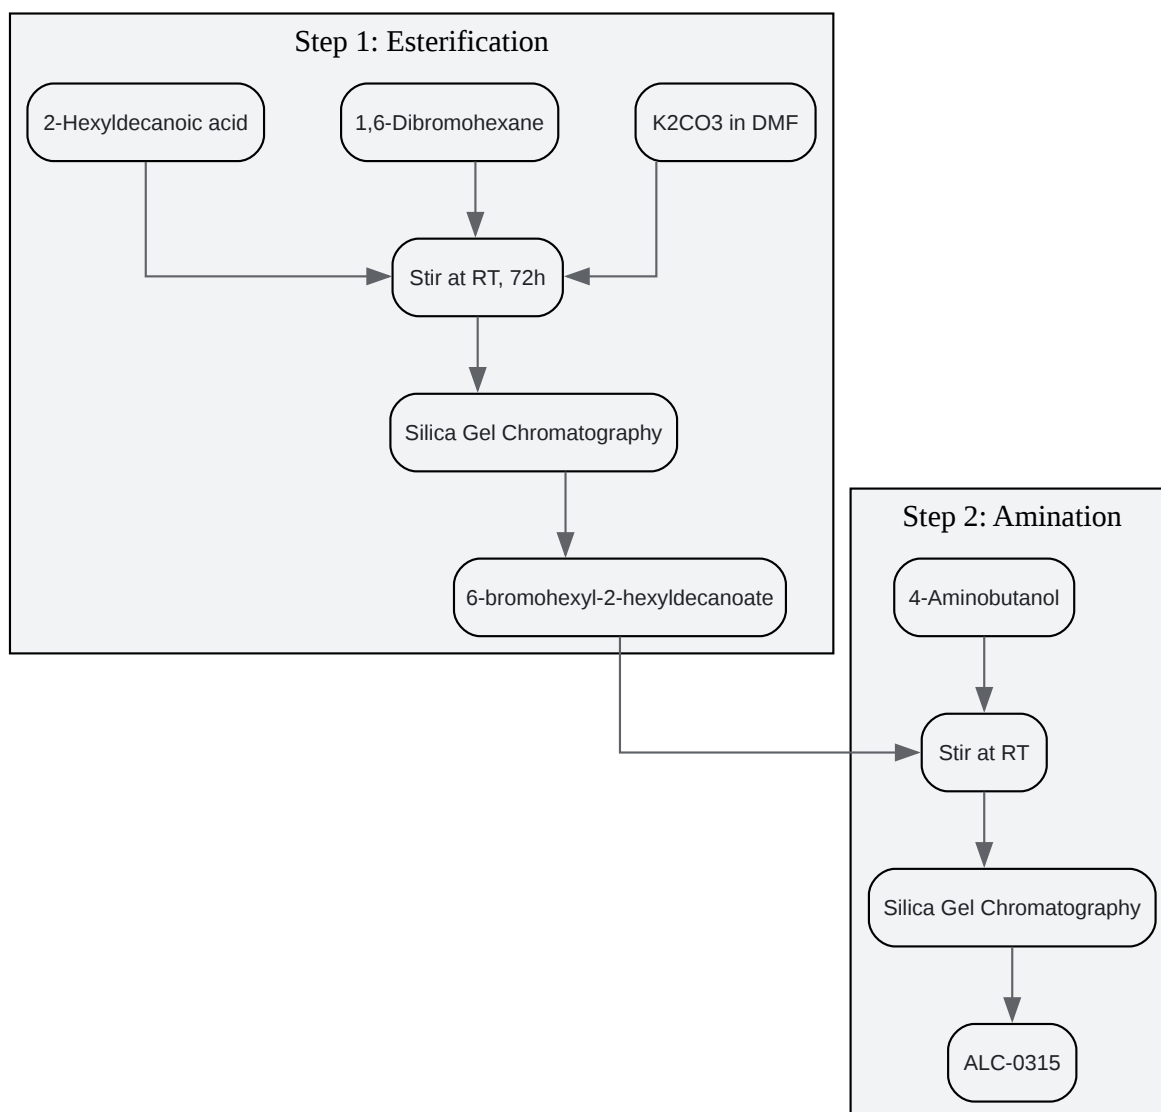 Step 1: Esterification
2-Hexyldecanoic acid
1,6-Dibromohexane
K2CO3 in DMF
Stir at RT, 72h
Silica Gel Chromatography
6-bromohexyl-2-hexyldecanoate
Step 2: Amination
4-Aminobutanol
Stir at RT
Silica Gel Chromatography
ALC-0315